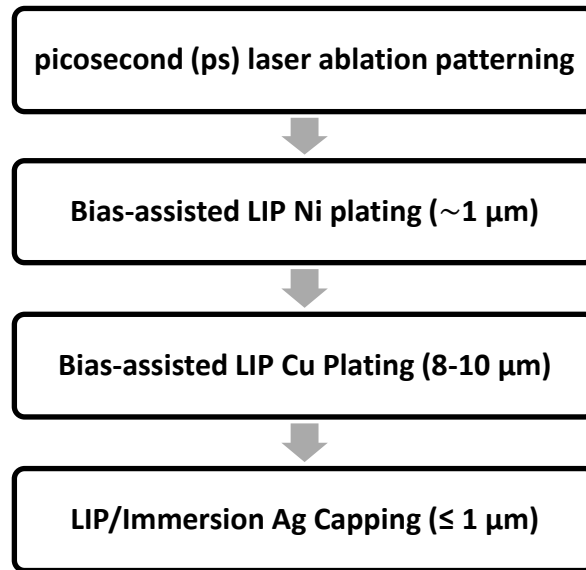 picosecond (ps) laser ablation patterning
Bias-assisted LIP Ni plating (~1 µm)
Bias-assisted LIP Cu Plating (8-10 µm)
LIP/Immersion Ag Capping (≤ 1 µm)